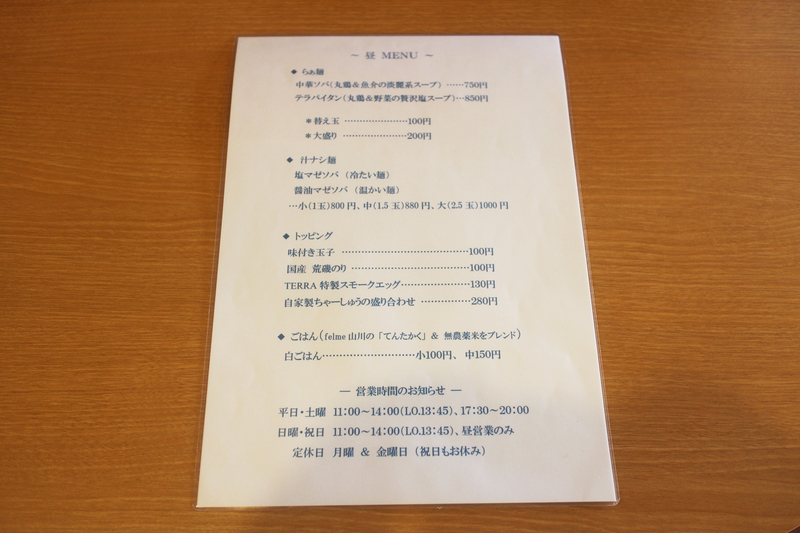 ～ 昼 MENU ～
◆ らぁ麺
中華ソバ（丸鶏＆魚介の淡麗系スープ） ……750円
テラパイタン（丸鶏＆野菜の贅沢塩スープ）…850円
＊替え玉 …………………100円
＊大盛り …………………200円
◆ 汁ナシ麺
塩マゼソバ （冷たい麺）
醤油マゼソバ （温かい麺）
…小（1玉）800 円、中（1.5 玉）880 円、大（2.5 玉）1000 円
◆ トッピング
味付き玉子 …………………………………100円
国産 荒磯のり ………………………………100円
TERRA 特製スモークエッグ…………………130円
自家製ちゃーしゅうの盛り合わせ ……………280円
◆ ごはん（felme 山川の「てんたかく」 ＆ 無農薬米をブレンド）
白ごはん………………………小100円、 中150円
― 営業時間のお知らせ ―
平日・土曜 11：00～14：00（LO.13：45）、17：30～20：00
日曜・祝日 11：00～14：00（LO.13：45）、昼営業のみ
定休日 月曜 ＆ 金曜日 （祝日もお休み）